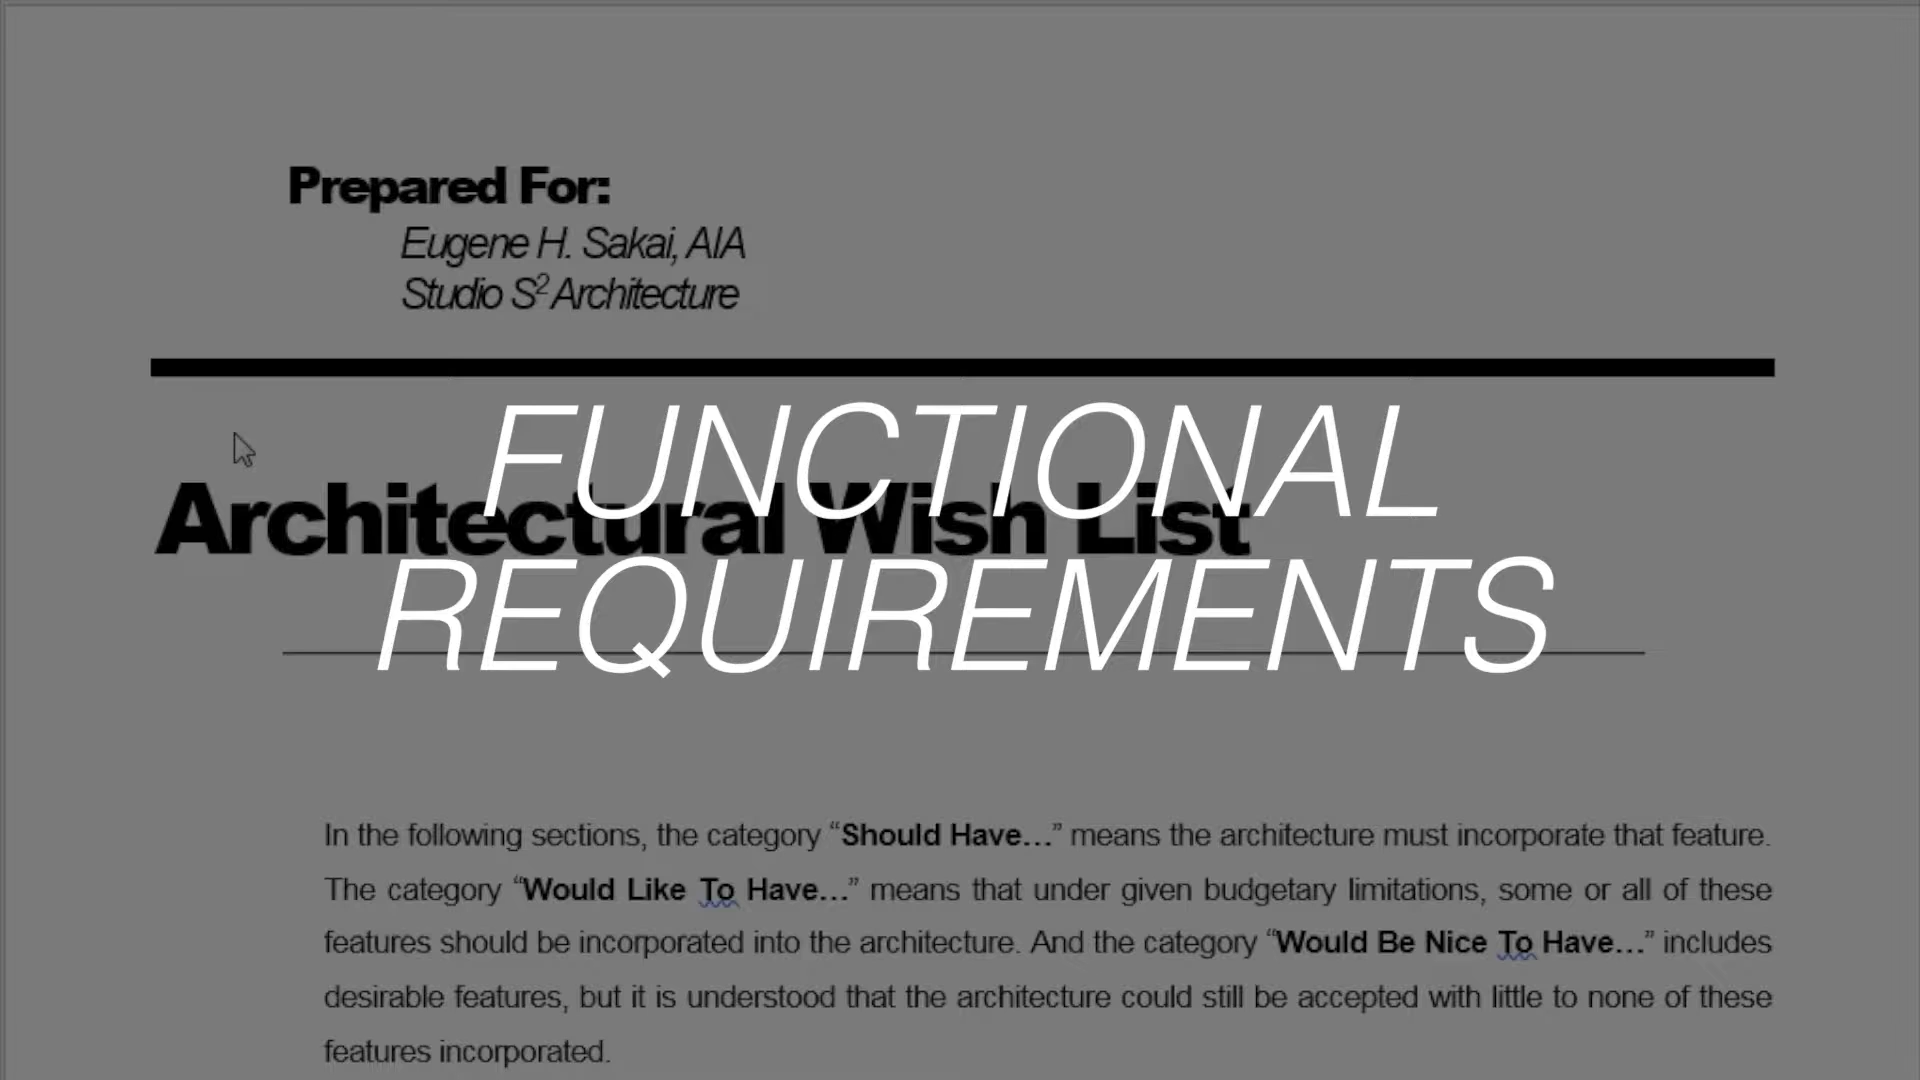 Prepared For:
Eugene H. Sakai, AIA
Studio S² Architecture
FUNCTIONAL
Architectural Wish List
REQUIREMENTS
In the following sections, the category “Should Have…” means the architecture must incorporate that feature.
The category “Would Like To Have…” means that under given budgetary limitations, some or all of these
features should be incorporated into the architecture. And the category “Would Be Nice To Have…” includes
desirable features, but it is understood that the architecture could still be accepted with little to none of these
features incorporated.